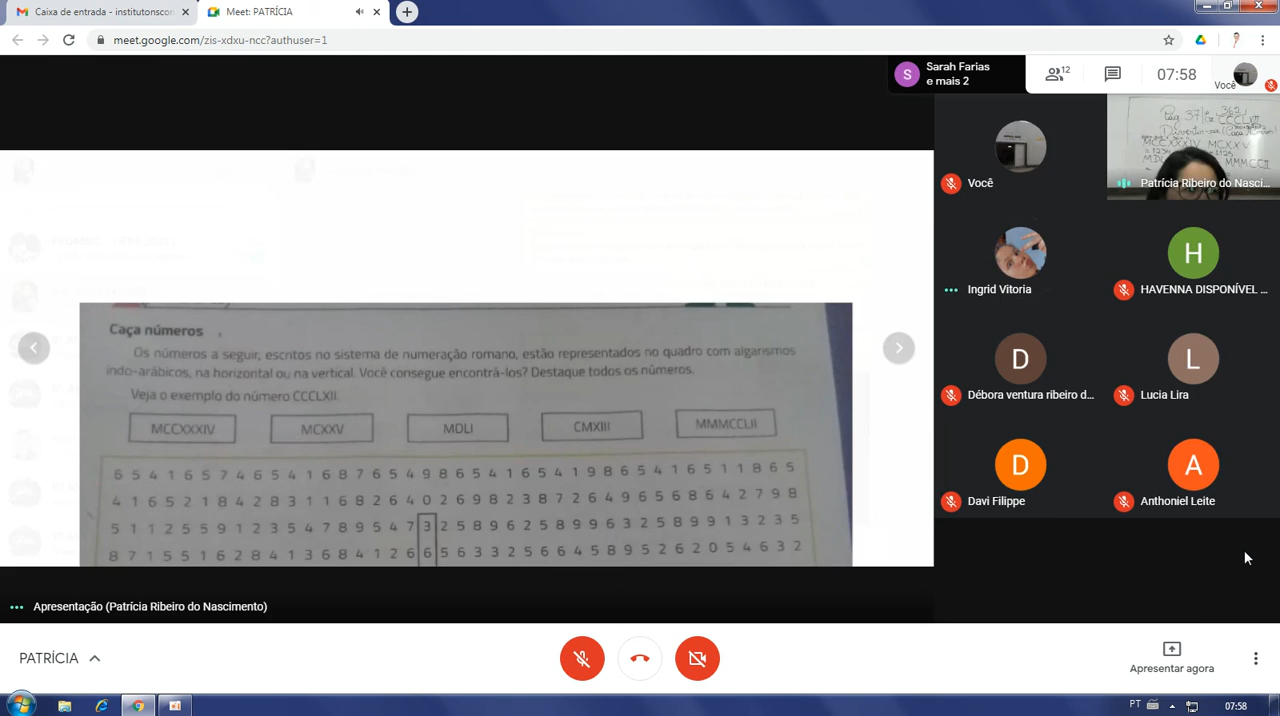 Caixa de entrada - institutonscon
Meet: PATRÍCIA
meet.google.com/zis-xdxu-ncc?authuser=1
S
Sarah Farias
e mais 2
12
07:58
Você
Você
Pág. 37
362
CCCLXII
MCCXXXIV MCXXV
MMMCCLII
Patrícia Ribeiro do Nasci...
Ingrid Vitoria
H
HAVENNA DISPONÍVEL ...
D
Débora ventura ribeiro d...
L
Lucia Lira
D
Davi Filippe
A
Anthoniel Leite
Caça números
Os números a seguir, escritos no sistema de numeração romano, estão representados no quadro com algarismos
indo-arábicos, na horizontal ou na vertical. Você consegue encontrá-los? Destaque todos os números.
Veja o exemplo do número CCCLXII.
MCCXXXIV MCXXV MDLI CMXIII MMMCCLII
6 5 4 1 6 5 7 4 6 5 4 1 6 8 7 6 5 4 9 8 6 5 4 1 6 5 4 1 9 8 6 5 4 1 6 5 1 1 8 6 5
4 1 6 5 2 1 8 4 2 8 3 1 1 6 8 2 6 4 0 2 6 9 8 2 3 8 7 2 6 4 9 6 5 6 8 6 4 2 7 9 8
5 1 1 2 5 5 9 1 2 3 5 4 7 8 9 5 4 7 3 2 5 8 9 6 2 5 8 9 9 6 3 2 5 8 9 9 1 3 2 3 5
8 7 1 5 5 1 6 2 8 4 1 3 6 8 4 1 2 6 6 5 6 3 3 2 5 6 6 4 5 8 9 5 2 6 2 0 5 4 6 3 2
Apresentação (Patrícia Ribeiro do Nascimento)
PATRÍCIA
Apresentar agora
PT
07:58